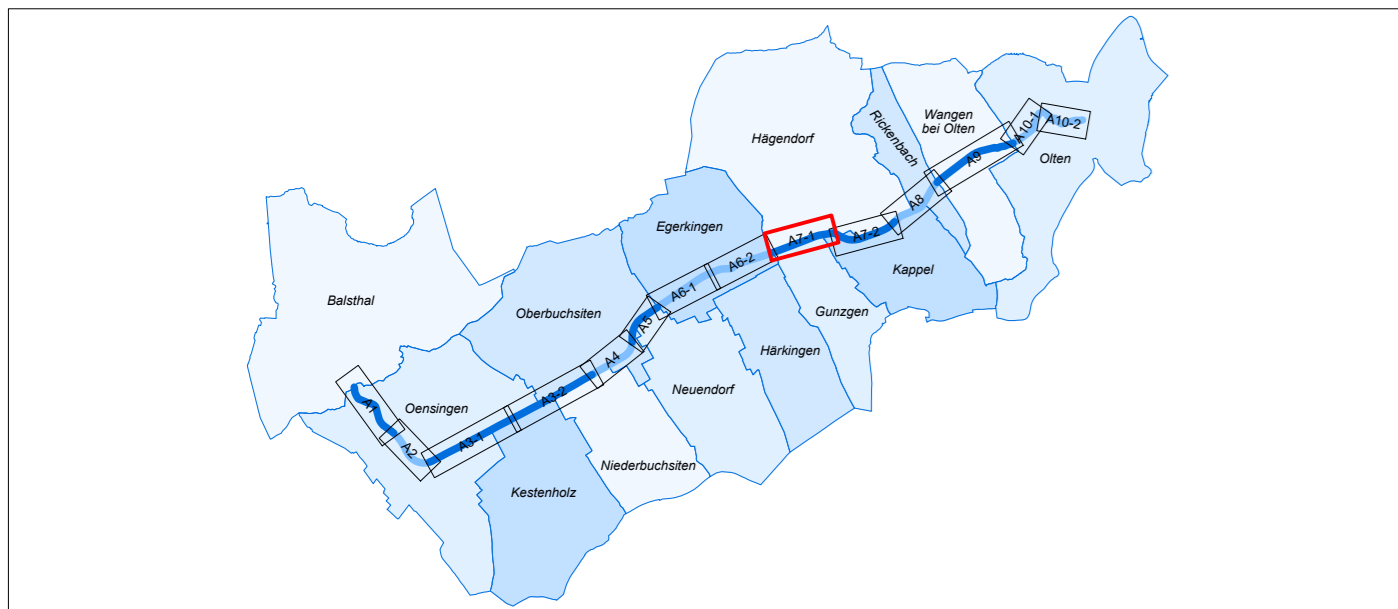 Wangen
bei Olten
A10-1
A10-2
Rickenbach
Hägendorf
A9
Olten
A8
Egerkingen
A7-1
A7-2
A6-2
Kappel
Balsthal
A6-1
Oberbuchsiten
Gunzgen
A5
Härkingen
A4
Neuendorf
A3-2
A1
Oensingen
A3-1
A2
Niederbuchsiten
Kestenholz